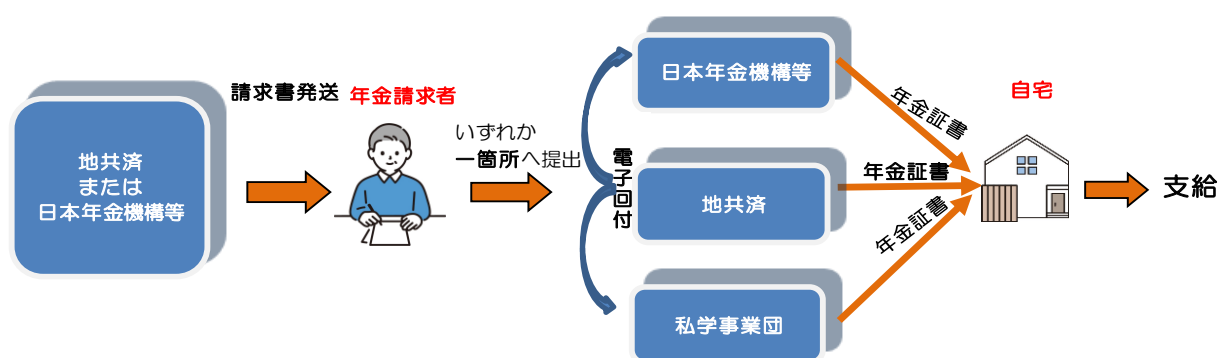 地共済
または
日本年金機構等
請求書発送
年金請求者
いずれか
一箇所へ提出
電子回付
日本年金機構等
地共済
私学事業団
年金証書
年金証書
年金証書
自宅
支給